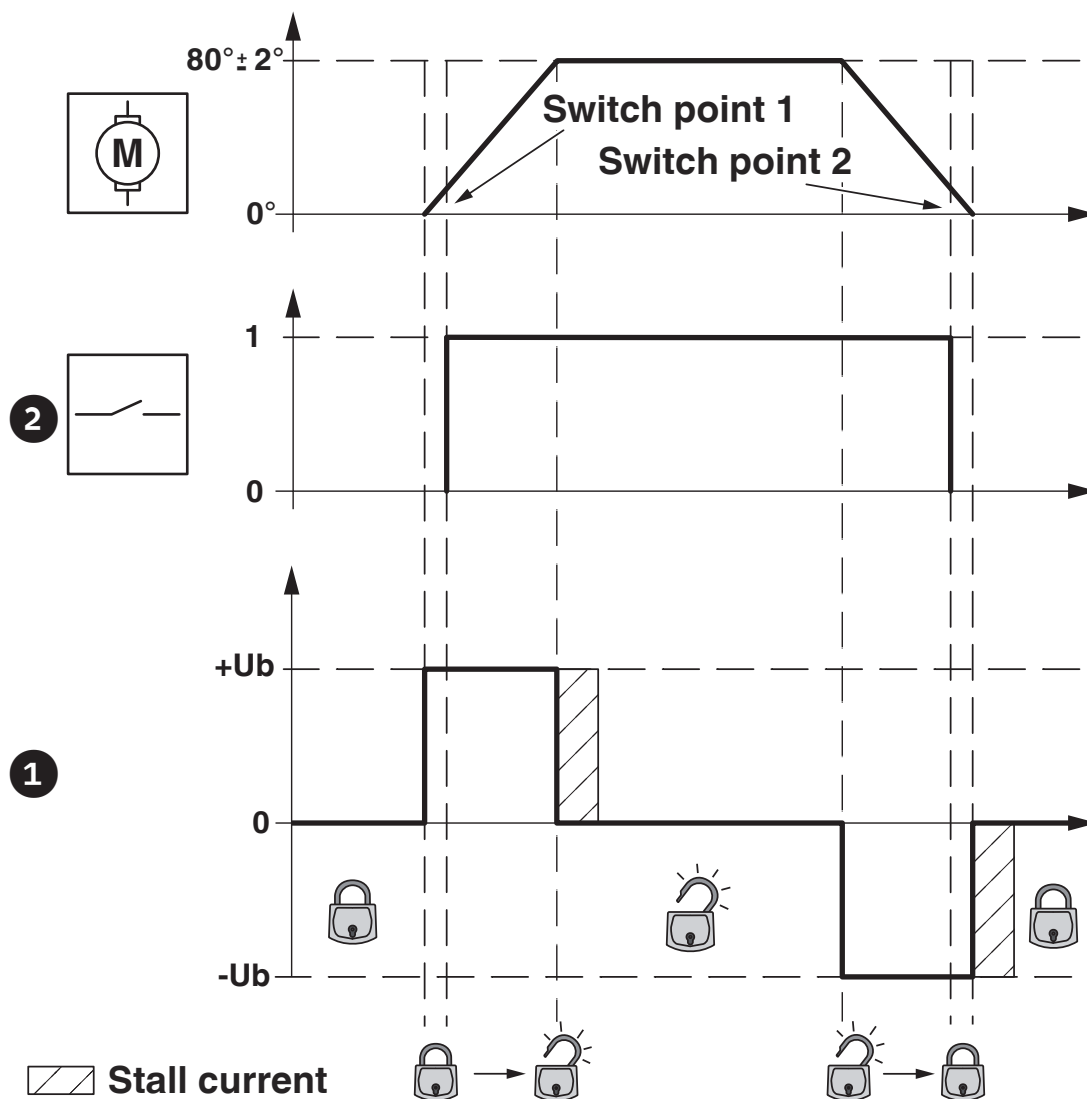 80°± 2°
Switch point 1
M
Switch point 2
0°
1
2
0
+Ub
1
0
-Ub
Stall current